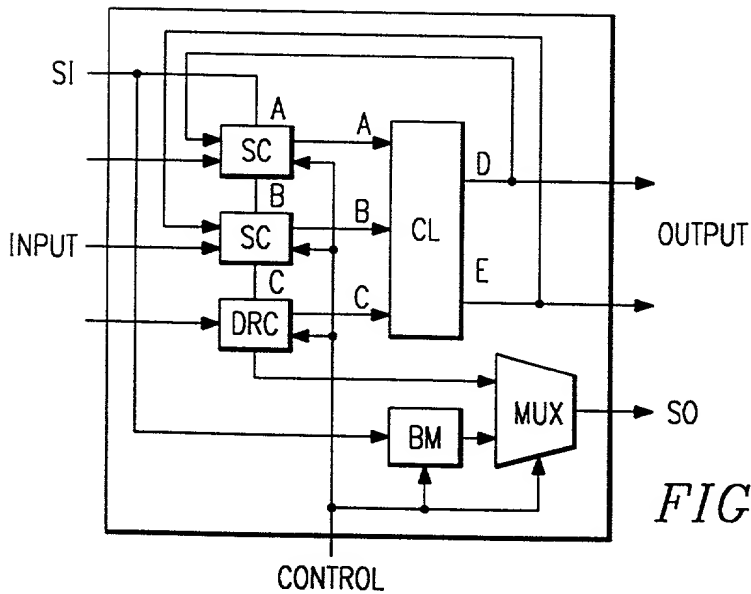 SI
A
A
SC
D
B
B
SC
CL
INPUT
OUTPUT
E
C
C
DRC
MUX
SO
BM
FIG
CONTROL